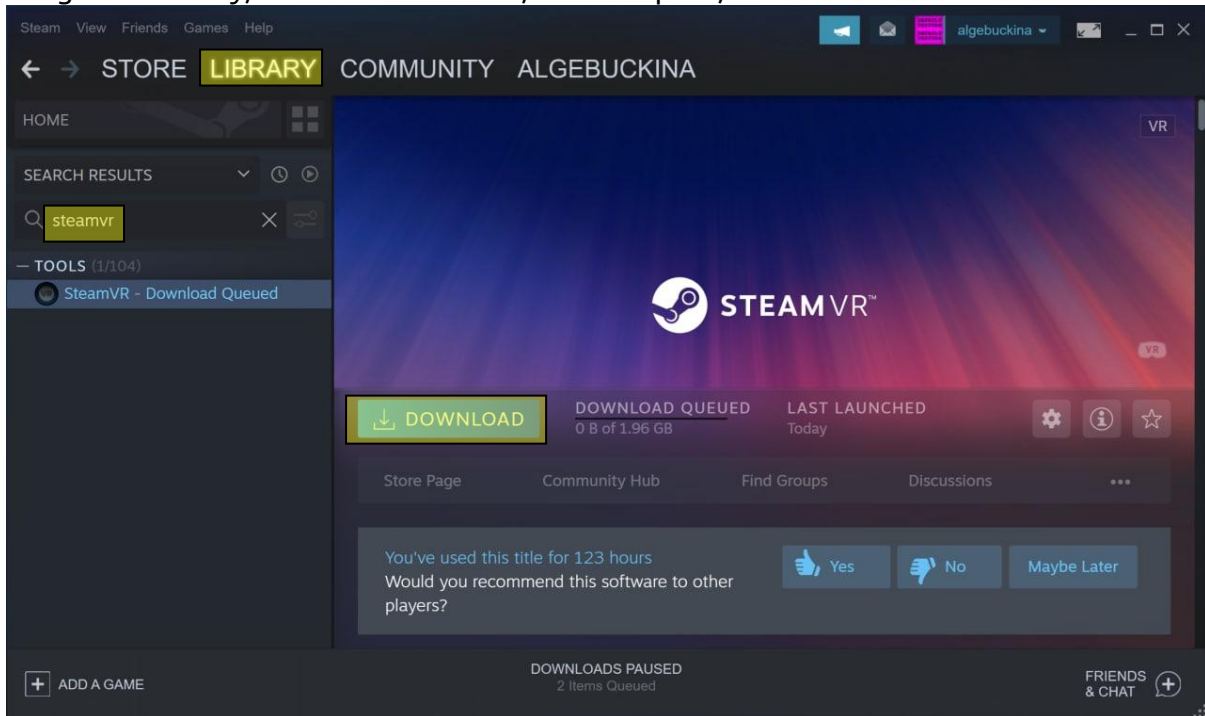 Steam View Friends Games Help algebuckina
STORE LIBRARY COMMUNITY ALGEBUCKINA
HOME
VR
SEARCH RESULTS
steamvr
— TOOLS (1/104)
SteamVR - Download Queued
STEAMVR™
VR
DOWNLOAD
DOWNLOAD QUEUED
0 B of 1.96 GB
LAST LAUNCHED
Today
Store Page Community Hub Find Groups Discussions •••
You've used this title for 123 hours
Would you recommend this software to other
players?
Yes No Maybe Later
ADD A GAME
DOWNLOADS PAUSED
2 Items Queued
FRIENDS
& CHAT